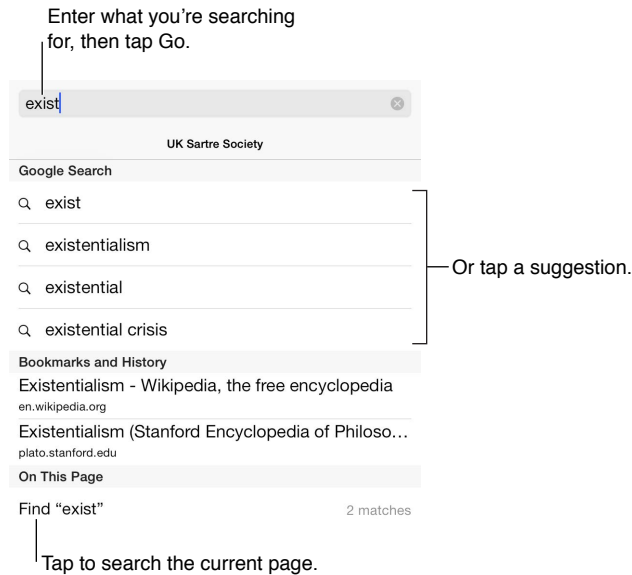 Enter what you’re searching
for, then tap Go.
exist
UK Sartre Society
Google Search
exist
existentialism
existential
existential crisis
Or tap a suggestion.
Bookmarks and History
Existentialism - Wikipedia, the free encyclopedia
en.wikipedia.org
Existentialism (Stanford Encyclopedia of Philoso…
plato.stanford.edu
On This Page
Find “exist”
2 matches
Tap to search the current page.